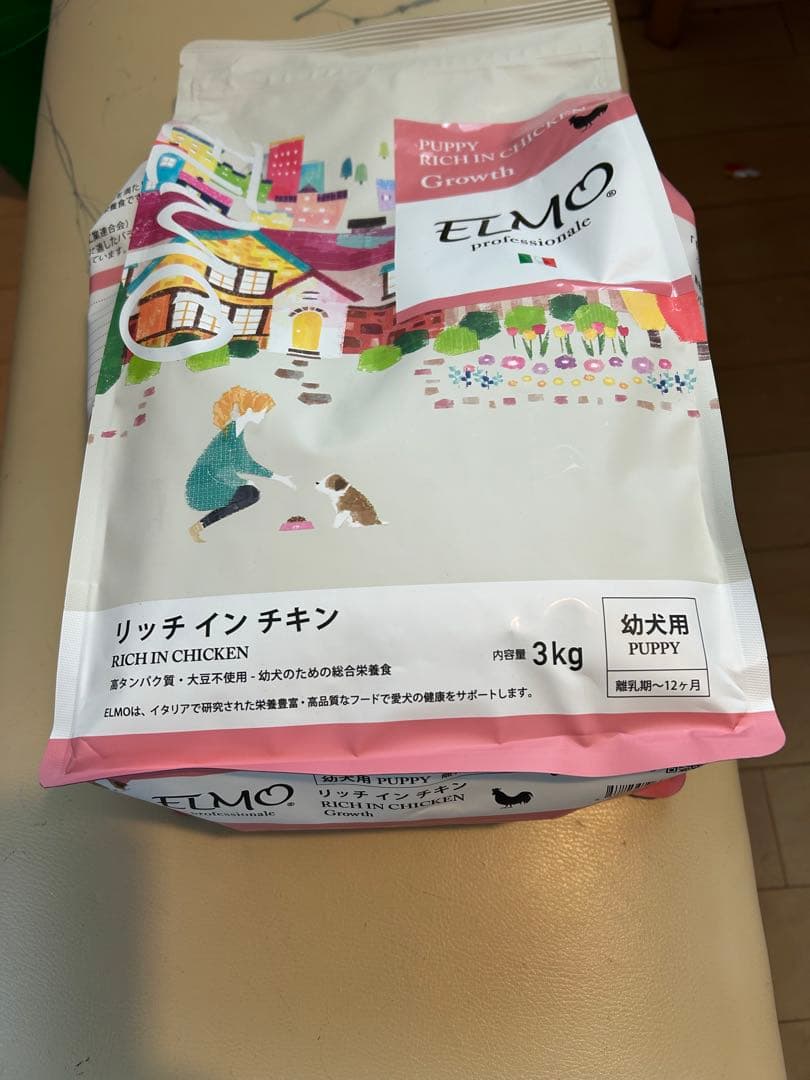 PUPPY
RICH IN CHICKEN
Growth
ELMO®
professionale
リッチ イン チキン
RICH IN CHICKEN
高タンパク質・大豆不使用 - 幼犬のための総合栄養食
ELMOは、イタリアで研究された栄養豊富・高品質なフードで愛犬の健康をサポートします。
内容量 3kg
幼犬用
PUPPY
離乳期〜12ヶ月
幼犬用 PUPPY
ELMO®
professionale
リッチ イン チキン
RICH IN CHICKEN
Growth